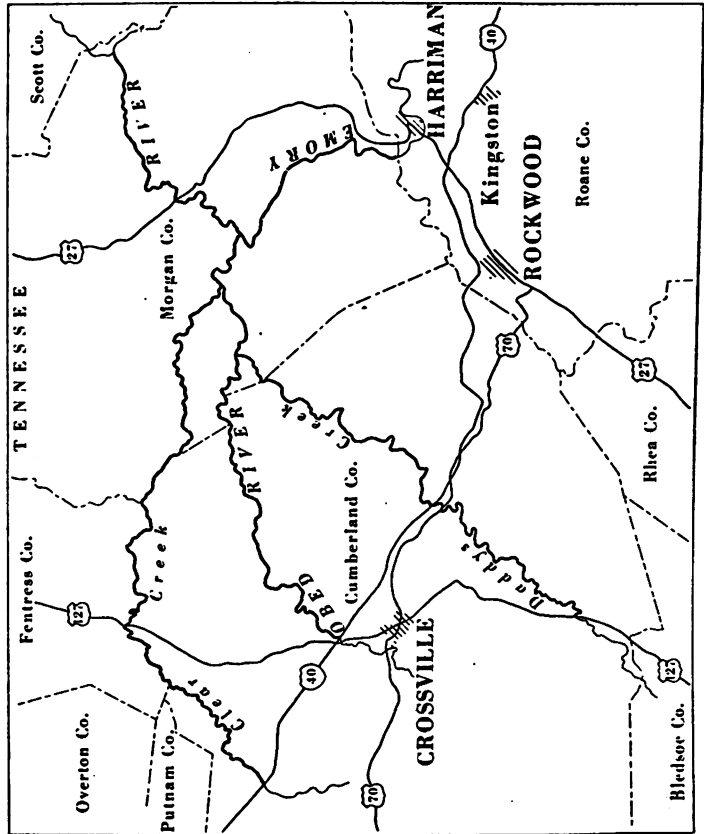 TENNESSEE
Scott Co.
Fentress Co.
Overton Co.
Putnam Co.
Morgan Co.
Cumberland Co.
Roane Co.
Rhea Co.
Bledsoe Co.
EMORY RIVER
OBED RIVER
Clear Creek
Daddys Creek
HARRIMAN
Kingston
ROCKWOOD
CROSSVILLE
27
127
40
70
40
70
27
127